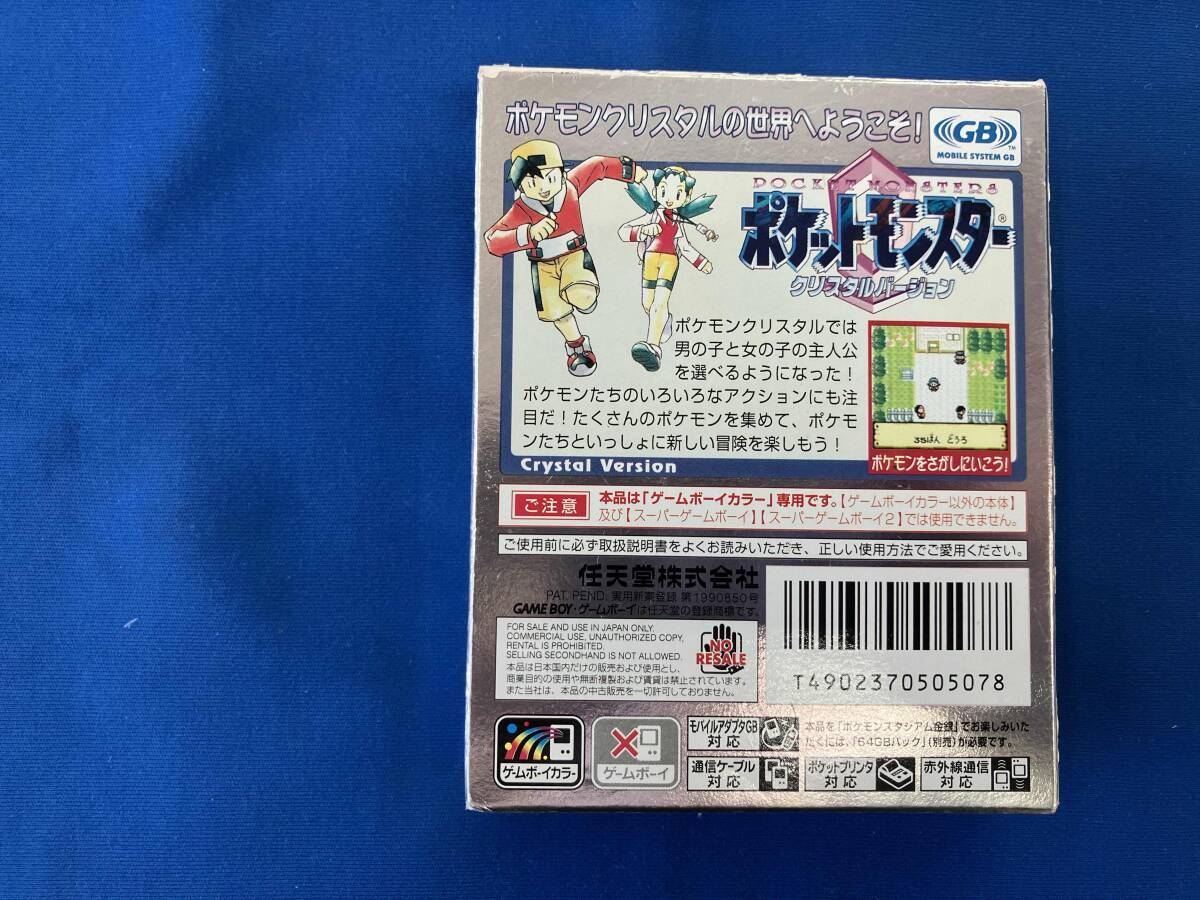 ポケモンクリスタルの世界へようこそ!
GB
TM
MOBILE SYSTEM GB
POCKET MONSTERS
ポケットモンスター®
クリスタルバージョン
ポケモンクリスタルでは
男の子と女の子の主人公
を選べるようになった!
ポケモンたちのいろいろなアクションにも注
目だ!たくさんのポケモンを集めて、ポケモ
ンたちといっしょに新しい冒険を楽しもう!
Crystal Version
35ばん どうろ
ポケモンをさがしにいこう!
ご注意
本品は「ゲームボーイカラー」専用です。【ゲームボーイカラー以外の本体】
及び【スーパーゲームボーイ】【スーパーゲームボーイ2】では使用できません。
ご使用前に必ず取扱説明書をよくお読みいただき、正しい使用方法でご愛用ください。
任天堂株式会社
PAT. PEND. 実用新案登録 第1990850号
GAME BOY・ゲームボーイは任天堂の登録商標です。
FOR SALE AND USE IN JAPAN ONLY.
COMMERCIAL USE, UNAUTHORIZED COPY,
RENTAL IS PROHIBITED.
SELLING SECONDHAND IS NOT ALLOWED.
本品は日本国内だけの販売および使用とし、
商業目的の使用や無断複製および賃貸は禁止されています。
また当社は、本品の中古販売を一切許可しておりません。
NO
RESALE
T4902370505078
ゲームボーイカラー
ゲームボーイ
モバイルアダプタGB
対応
本品を「ポケモンスタジアム金銀」でお楽しみいた
だくには、「64GBパック」(別売)が必要です。
通信ケーブル
対応
ポケットプリンタ
対応
赤外線通信
対応